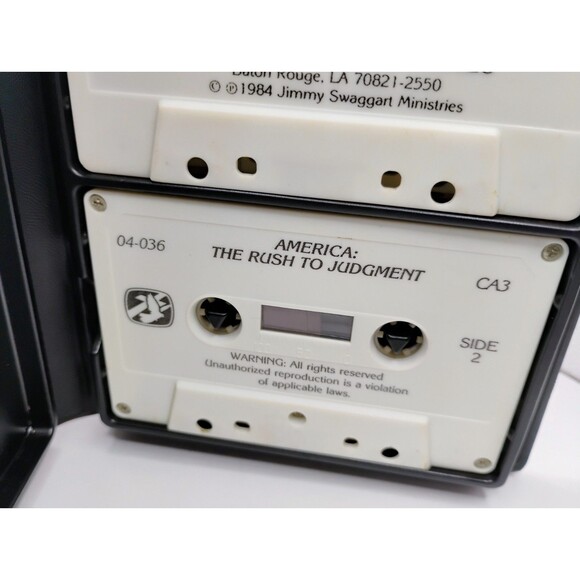 Baton Rouge, LA 70821-2550
© ℗ 1984 Jimmy Swaggart Ministries
04-036
AMERICA:
THE RUSH TO JUDGMENT
CA3
SIDE
2
WARNING: All rights reserved
Unauthorized reproduction is a violation
of applicable laws.